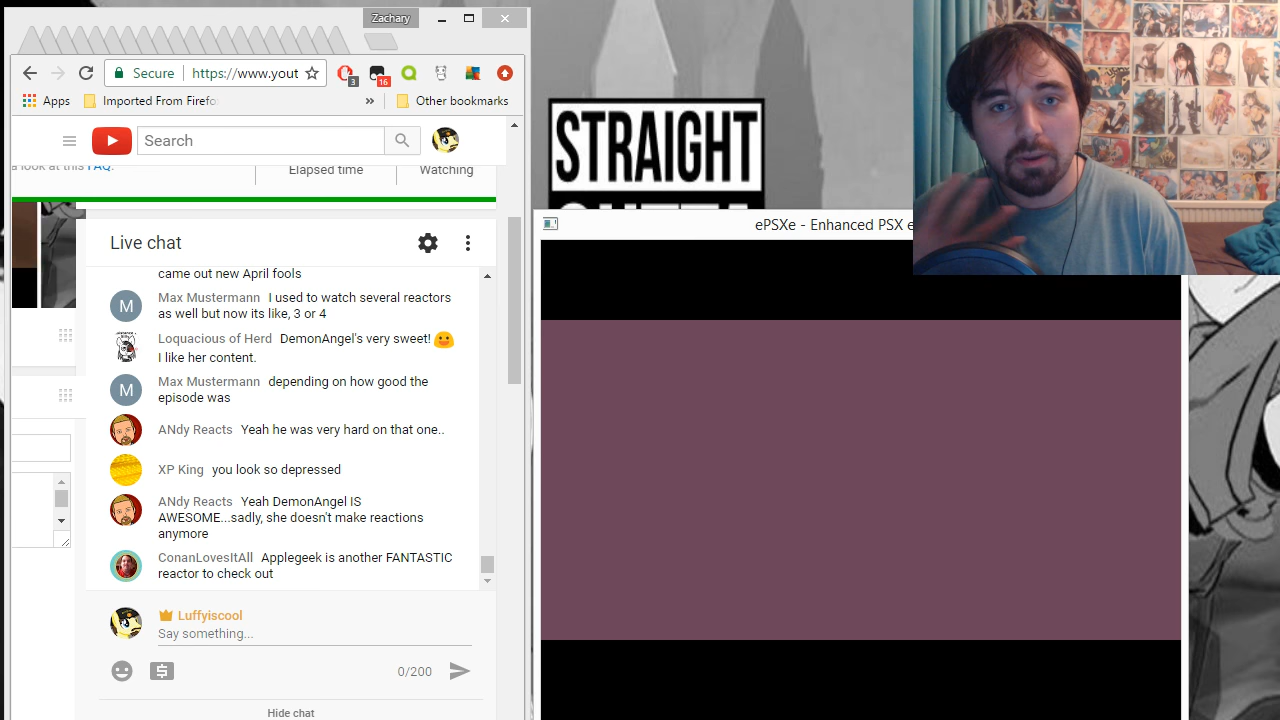 Zachary
Secure https://www.yout
3
16
Apps Imported From Firefo » Other bookmarks
Search
a look at this FAQ.
Elapsed time Watching
Live chat
came out new April fools
Max Mustermann I used to watch several reactors
as well but now its like, 3 or 4
Loquacious of Herd DemonAngel's very sweet!
I like her content.
M
Max Mustermann depending on how good the
episode was
M
ANdy Reacts Yeah he was very hard on that one..
XP King you look so depressed
ANdy Reacts Yeah DemonAngel IS
AWESOME...sadly, she doesn't make reactions
anymore
ConanLovesItAll Applegeek is another FANTASTIC
reactor to check out
Luffyiscool
Say something...
0/200
Hide chat
STRAIGHT
ePSXe - Enhanced PSX e